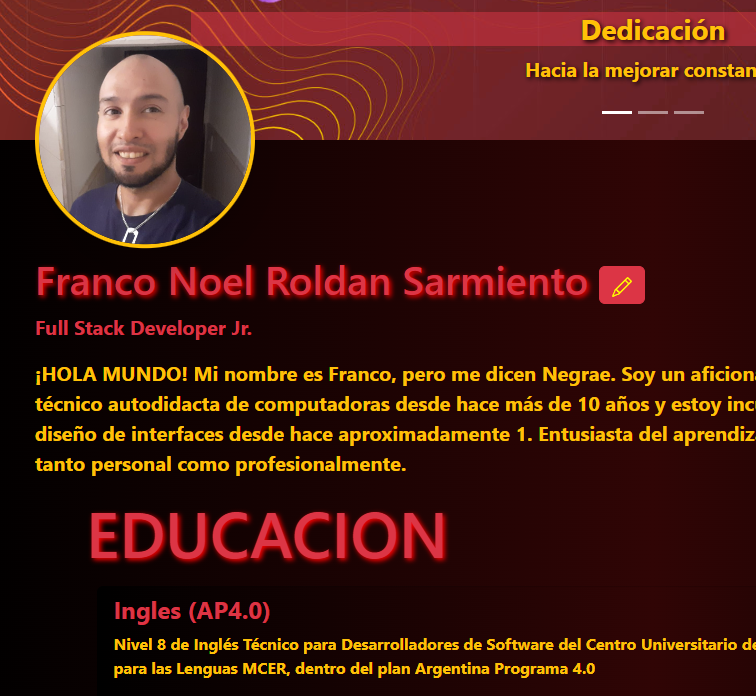 Dedicación
Hacia la mejorar
Franco Noel Roldan Sarmiento
Full Stack Developer Jr.
¡HOLA MUNDO! Mi nombre es Franco, pero me dicen Negrae. Soy un
técnico autodidacta de computadoras desde hace más de 10 años y estoy
diseño de interfaces desde hace aproximadamente 1. Entusiasta del
tanto personal como profesionalmente.
EDUCACION
Ingles (AP4.0)
Nivel 8 de Inglés Técnico para Desarrolladores de Software del Centro Universitario de
para las Lenguas MCER, dentro del plan Argentina Programa 4.0